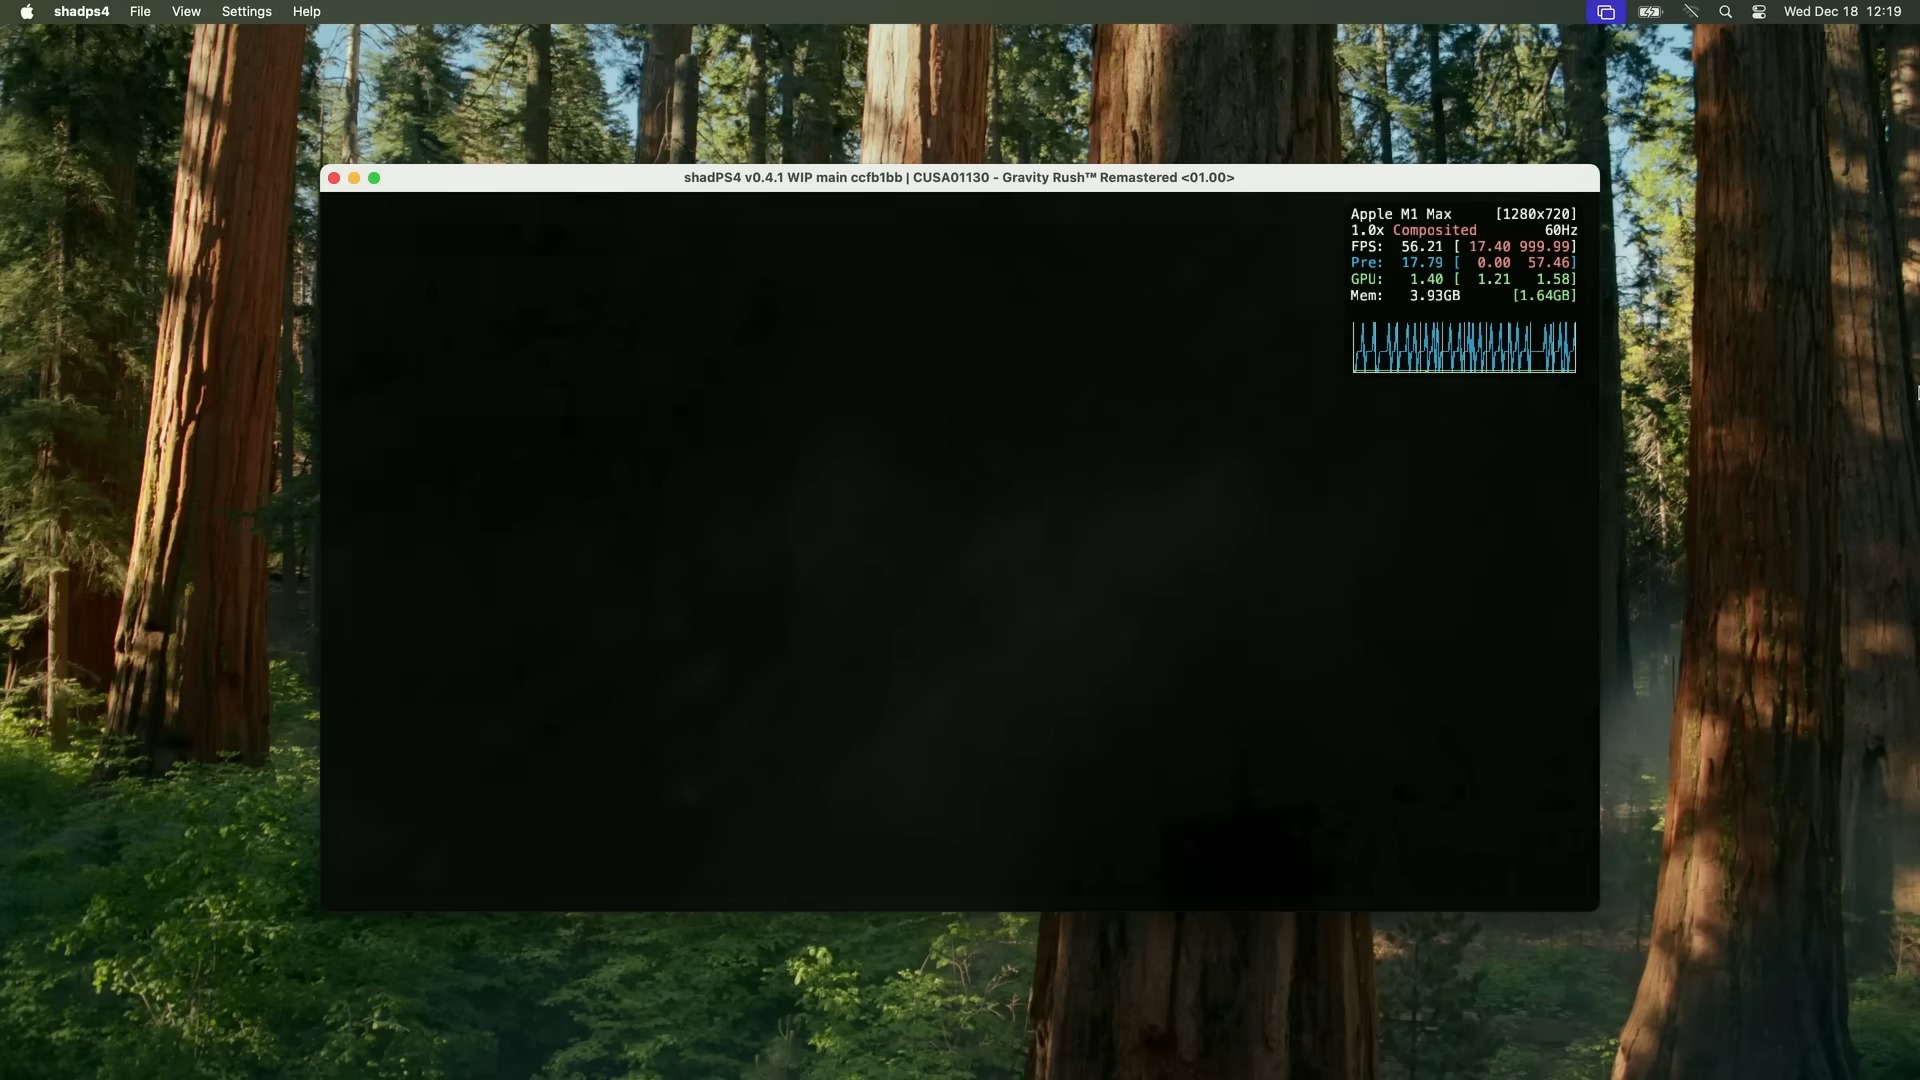 shadps4 File View Settings Help Wed Dec 18 12:19
shadPS4 v0.4.1 WIP main ccfb1bb | CUSA01130 - Gravity Rush™ Remastered <01.00>
Apple M1 Max [1280x720]
1.0x Composited 60Hz
FPS: 56.21 [ 17.40 999.99]
Pre: 17.79 [ 0.00 57.46]
GPU: 1.40 [ 1.21 1.58]
Mem: 3.93GB [1.64GB]